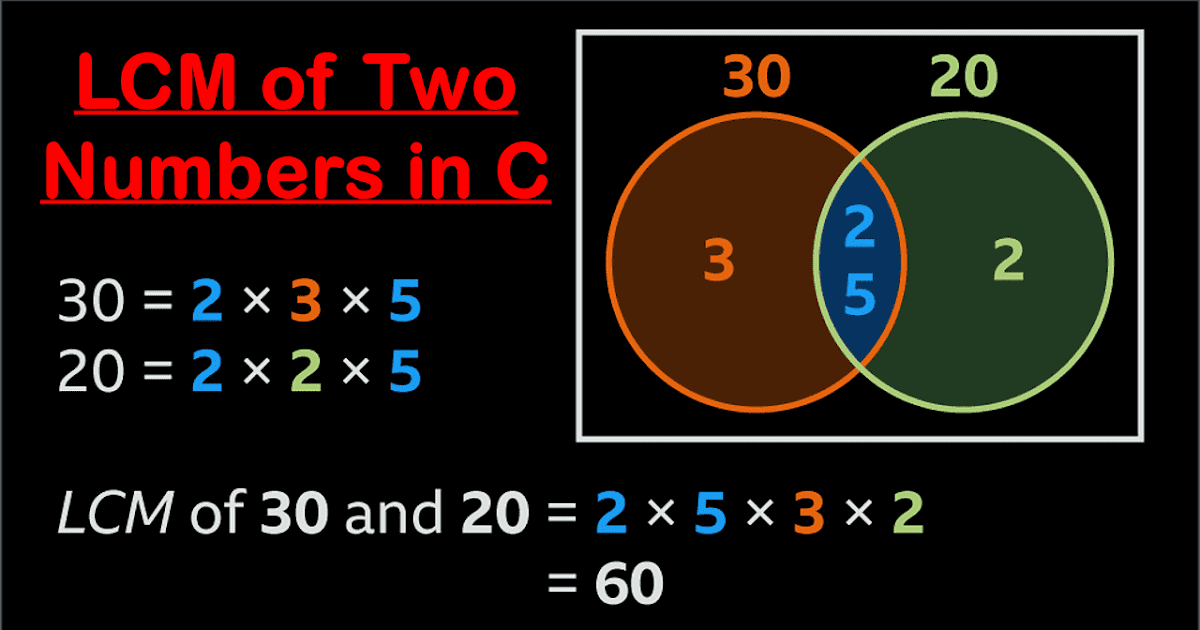 LCM of Two
Numbers in C
30 = 2 × 3 × 5
20 = 2 × 2 × 5
30 20
3 2 5 2
LCM of 30 and 20 = 2 × 5 × 3 × 2
= 60